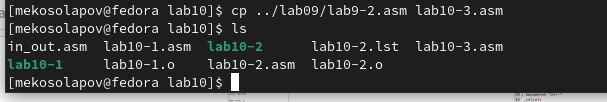 [mekosolapov@fedora lab10]$ cp ../lab09/lab9-2.asm lab10-3.asm
[mekosolapov@fedora lab10]$ ls
in_out.asm  lab10-1.asm  lab10-2      lab10-2.lst  lab10-3.asm
lab10-1     lab10-1.o    lab10-2.asm  lab10-2.o
[mekosolapov@fedora lab10]$